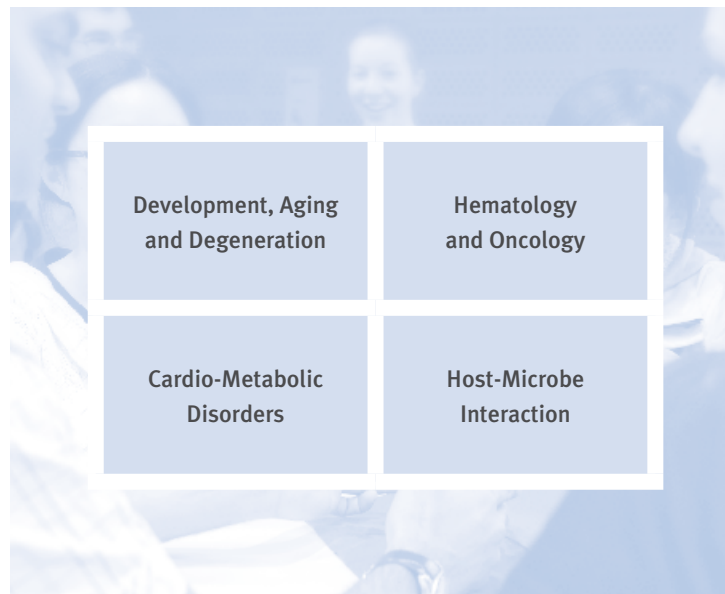 Development, Aging
and Degeneration
Hematology
and Oncology
Cardio-Metabolic
Disorders
Host-Microbe
Interaction